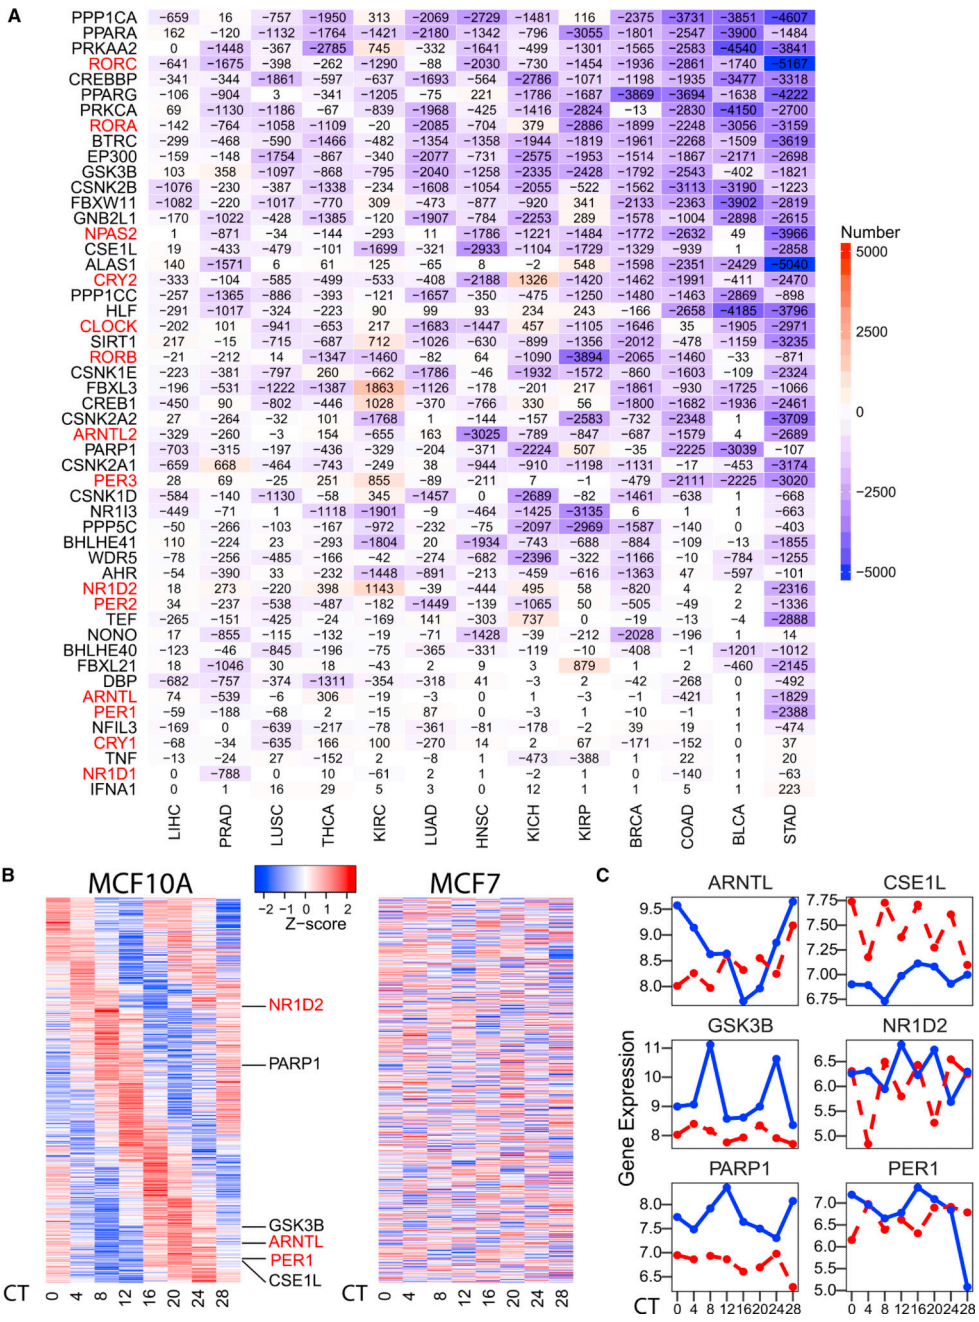 A
PPP1CA −659 16 −757 −1950 313 −2069 −2729 −1481 116 −2375 −3731 −3851 −4607
PPARA 162 −120 −1132 −1764 −1421 −2180 −1342 −796 −3055 −1801 −2547 −3900 −1484
PRKAA2 0 −1448 −367 −2785 745 −332 −1641 −499 −1301 −1565 −2583 −4540 −3841
RORC −641 −1675 −398 −262 −1290 −88 −2030 −730 −1454 −1936 −2861 −1740 −5167
CREBBP −341 −344 −1861 −597 −637 −1693 −564 −2786 −1071 −1198 −1935 −3477 −3318
PPARG −106 −904 3 −341 −1205 −75 221 −1786 −1687 −3869 −3694 −1638 −4222
PRKCA 69 −1130 −1186 −67 −839 −1968 −425 −1416 −2824 −13 −2830 −4150 −2700
RORA −142 −764 −1058 −1109 −20 −2085 −704 379 −2886 −1899 −2248 −3056 −3159
BTRC −299 −468 −590 −1466 −482 −1354 −1358 −1944 −1819 −1961 −2268 −1509 −3619
EP300 −159 −148 −1754 −867 −340 −2077 −731 −2575 −1953 −1514 −1867 −2171 −2698
GSK3B 103 358 −1097 −868 −795 −2040 −1258 −2335 −2428 −1792 −2543 −402 −1821
CSNK2B −1076 −230 −387 −1338 −234 −1608 −1054 −2055 −522 −1562 −3113 −3190 −1223
FBXW11 −1082 −220 −1017 −770 309 −473 −877 −920 341 −2133 −2363 −3902 −2819
GNB2L1 −170 −1022 −428 −1385 −120 −1907 −784 −2253 289 −1578 −1004 −2898 −2615
NPAS2 1 −871 −34 −144 −293 11 −1786 −1221 −1484 −1772 −2632 49 −3966
CSE1L 19 −433 −479 −101 −1699 −321 −2933 −1104 −1729 −1329 −939 1 −2858
ALAS1 140 −1571 6 61 125 −65 8 −2 548 −1598 −2351 −2429 −5040
CRY2 −333 −104 −585 −499 −533 −408 −2188 1326 −1420 −1462 −1991 −411 −2470
PPP1CC −257 −1365 −886 −393 −121 −1657 −350 −475 −1250 −1480 −1463 −2869 −898
HLF −291 −1017 −324 −223 90 99 93 234 243 −166 −2658 −4185 −3796
CLOCK −202 101 −941 −653 217 −1683 −1447 457 −1105 −1646 35 −1905 −2971
SIRT1 217 −15 −715 −687 712 −1026 −630 −899 −1356 −2012 −478 −1159 −3235
RORB −21 −212 14 −1347 −1460 −82 64 −1090 −3894 −2065 −1460 −33 −871
CSNK1E −223 −381 −797 260 −662 −1786 −46 −1932 −1572 −860 −1603 −109 −2324
FBXL3 −196 −531 −1222 −1387 1863 −1126 −178 −201 217 −1861 −930 −1725 −1066
CREB1 −450 90 −802 −446 1028 −370 −766 330 56 −1800 −1682 −1936 −2461
CSNK2A2 27 −264 −32 101 −1768 1 −144 −157 −2583 −732 −2348 1 −3709
ARNTL2 −329 −260 −3 154 −655 163 −3025 −789 −847 −687 −1579 4 −2689
PARP1 −703 −315 −197 −436 −329 −204 −371 −2224 507 −35 −2225 −3039 −107
CSNK2A1 −659 668 −464 −743 −249 38 −944 −910 −1198 −1131 −17 −453 −3174
PER3 28 69 −25 251 855 −89 −211 7 −1 −479 −2111 −2225 −3020
CSNK1D −584 −140 −1130 −58 345 −1457 0 −2689 −82 −1461 −638 1 −668
NR1I3 −449 −71 1 −1118 −1901 −9 −464 −1425 −3135 6 1 1 −663
PPP5C −50 −266 −103 −167 −972 −232 −75 −2097 −2969 −1587 −140 0 −403
BHLHE41 110 −224 23 −293 −1804 20 −1934 −743 −688 −884 −109 −13 −1855
WDR5 −78 −256 −485 −166 −42 −274 −682 −2396 −322 −1166 −10 −784 −1255
AHR −54 −390 33 −232 −1448 −891 −213 −459 −616 −1363 47 −597 −101
NR1D2 18 273 −220 398 1143 −39 −444 495 58 −820 4 2 −2316
PER2 34 −237 −538 −487 −182 −1449 −139 −1065 50 −505 −49 2 −1336
TEF −265 −151 −425 −24 −169 141 −303 737 0 −19 −13 −4 −2888
NONO 17 −855 −115 −132 −19 −71 −1428 −39 −212 −2028 −196 1 14
BHLHE40 −123 −46 −845 −196 −75 −365 −331 −119 −10 −408 −1 −1201 −1012
FBXL21 18 −1046 30 18 −43 2 9 3 879 1 2 −460 −2145
DBP −682 −757 −374 −1311 −354 −318 41 −3 2 −42 −268 0 −492
ARNTL 74 −539 −6 306 −19 −3 0 1 −3 −1 −421 1 −1829
PER1 −59 −188 −68 2 −15 87 0 −3 1 −10 −1 1 −2388
NFIL3 −169 0 −639 −217 −78 −361 −81 −178 −2 39 19 1 −474
CRY1 −68 −34 −635 166 100 −270 14 2 67 −171 −152 0 37
TNF −13 −24 27 −152 2 −8 1 −473 −388 1 22 1 20
NR1D1 0 −788 0 10 −61 2 1 −2 1 0 −140 1 −63
IFNA1 0 1 16 29 5 3 0 12 1 1 5 1 223
LIHC PRAD LUSC THCA KIRC LUAD HNSC KICH KIRP BRCA COAD BLCA STAD
Number
5000
2500
0
−2500
−5000
B
MCF10A
−2 −1 0 1 2
Z−score
MCF7
NR1D2
PARP1
GSK3B
ARNTL
PER1
CSE1L
CT 0 4 8 12 16 20 24 28
0 4 8 12 16 20 24 28
C
Gene Expression
ARNTL
9.5
9.0
8.5
8.0
CSE1L
7.75
7.50
7.25
7.00
6.75
GSK3B
11
10
9
8
NR1D2
6.5
6.0
5.5
5.0
PARP1
8.0
7.5
7.0
6.5
PER1
7.0
6.5
6.0
5.5
5.0
CT 0 4 8 12 16 20 24 28
0 4 8 12 16 20 24 28